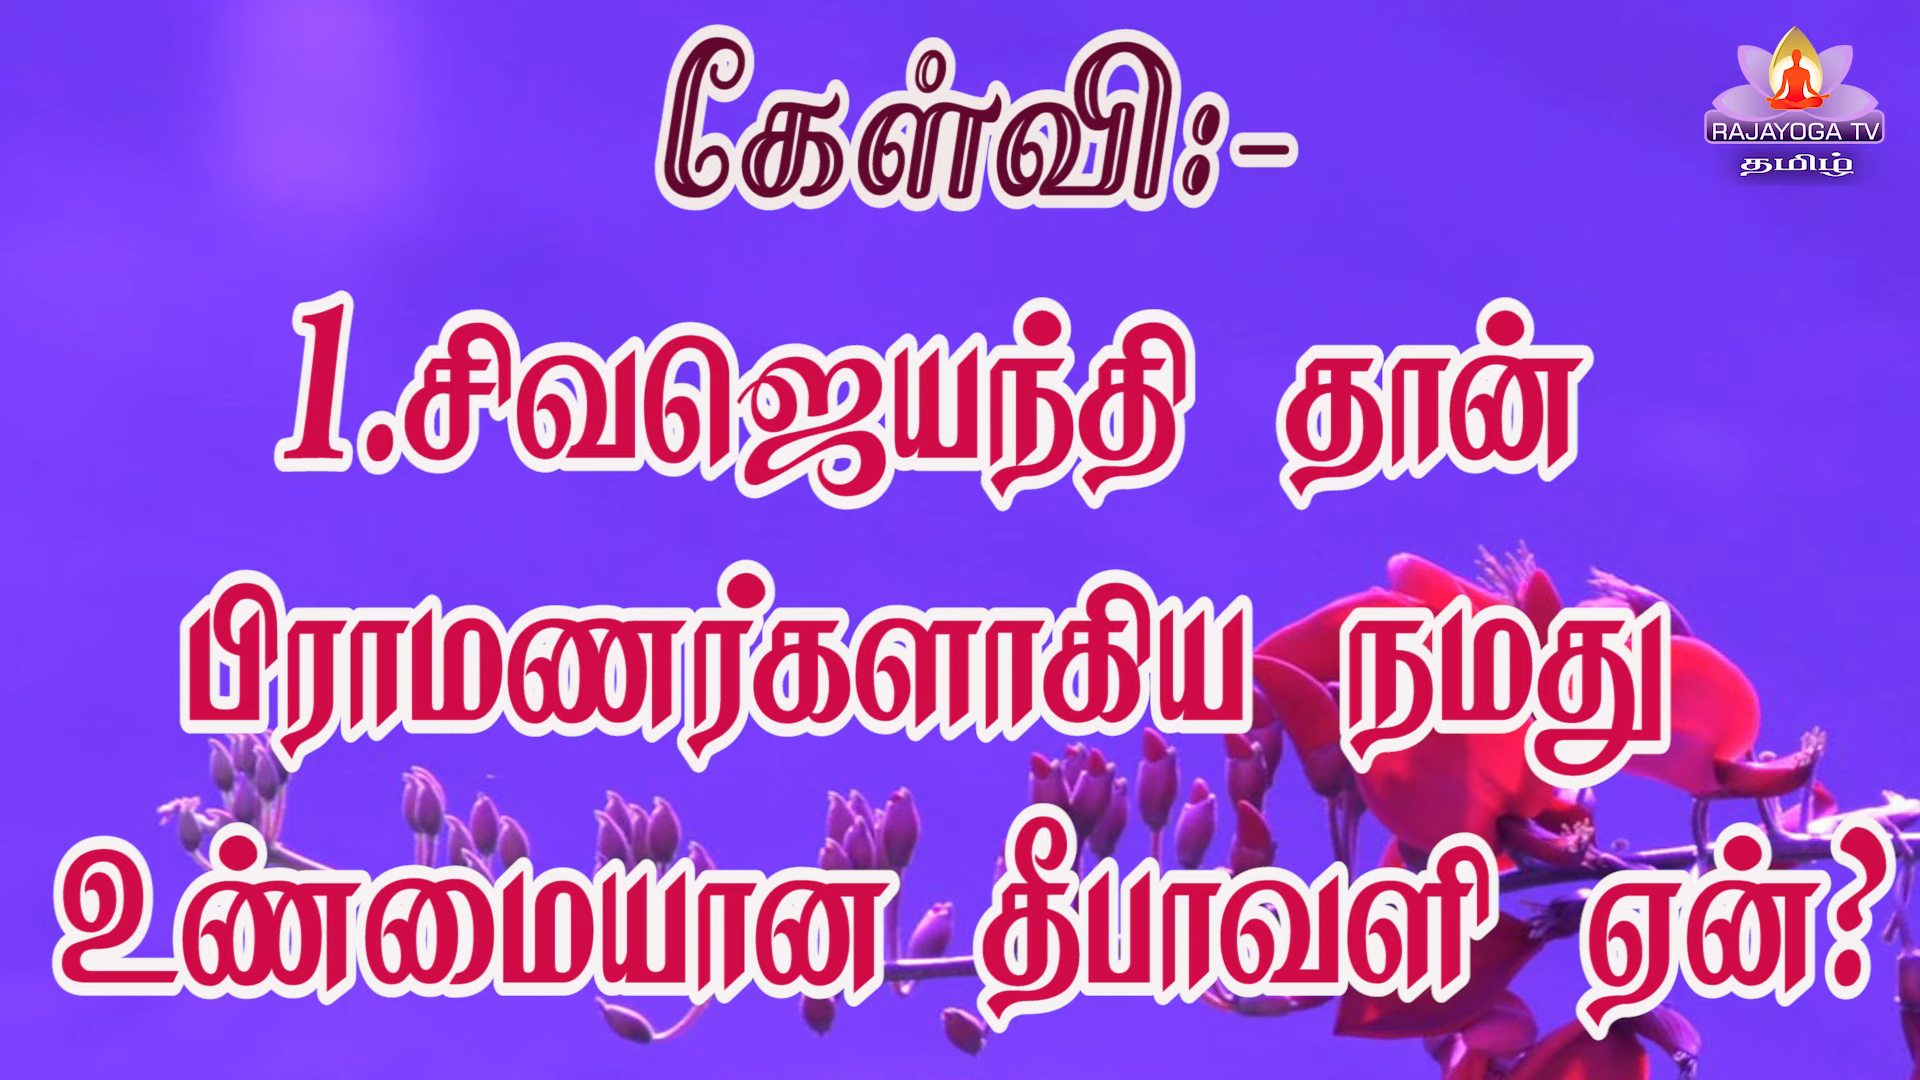 கேள்வி:-
RAJAYOGA TV
தமிழ்
1.சிவஜெயந்தி தான்
பிராமணர்களாகிய நமது
உண்மையான தீபாவளி ஏன்?